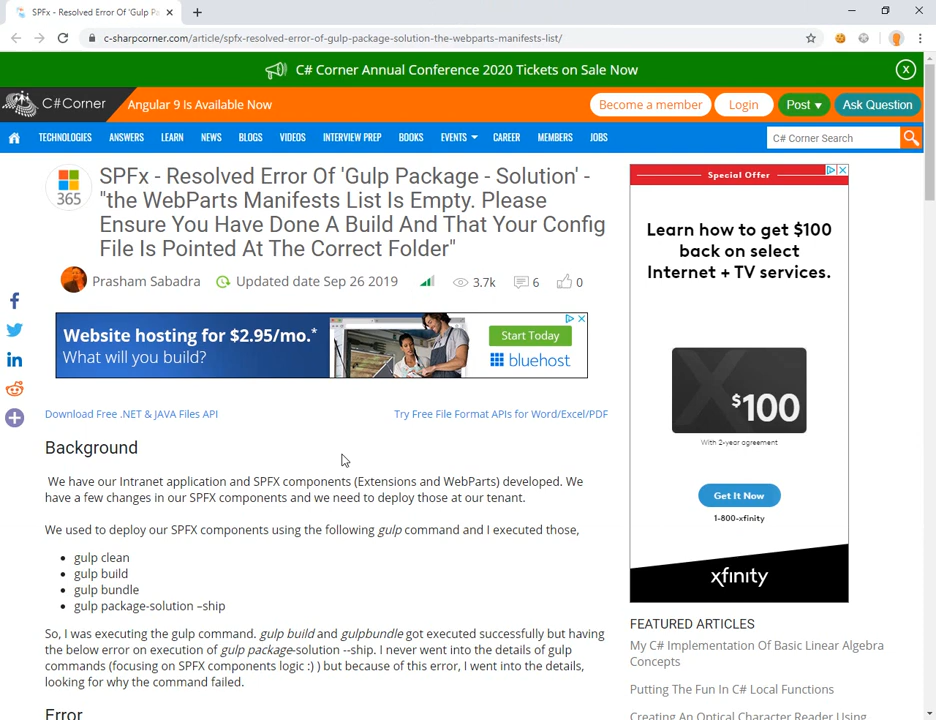 SPFx - Resolved Error Of 'Gulp Pa
c-sharpcorner.com/article/spfx-resolved-error-of-gulp-package-solution-the-webparts-manifests-list/
C# Corner Annual Conference 2020 Tickets on Sale Now
X
C# Corner
Angular 9 Is Available Now
Become a member
Login
Post
Ask Question
TECHNOLOGIES
ANSWERS
LEARN
NEWS
BLOGS
VIDEOS
INTERVIEW PREP
BOOKS
EVENTS
CAREER
MEMBERS
JOBS
C# Corner Search
365
SPFx - Resolved Error Of 'Gulp Package - Solution' -
"the WebParts Manifests List Is Empty. Please
Ensure You Have Done A Build And That Your Config
File Is Pointed At The Correct Folder"
Prasham Sabadra
Updated date Sep 26 2019
3.7k
6
0
Website hosting for $2.95/mo.*
What will you build?
Start Today
bluehost
Download Free .NET & JAVA Files API
Try Free File Format APIs for Word/Excel/PDF
Background
We have our Intranet application and SPFX components (Extensions and WebParts) developed. We
have a few changes in our SPFX components and we need to deploy those at our tenant.
We used to deploy our SPFX components using the following gulp command and I executed those,
• gulp clean
• gulp build
• gulp bundle
• gulp package-solution –ship
So, I was executing the gulp command. gulp build and gulpbundle got executed successfully but having
the below error on execution of gulp package-solution --ship. I never went into the details of gulp
commands (focusing on SPFX components logic :) ) but because of this error, I went into the details,
looking for why the command failed.
Error
Special Offer
Learn how to get $100
back on select
Internet + TV services.
X
$100
With 2-year agreement
Get It Now
1-800-xfinity
xfinity
FEATURED ARTICLES
My C# Implementation Of Basic Linear Algebra
Concepts
Putting The Fun In C# Local Functions
Creating An Optical Character Reader Using